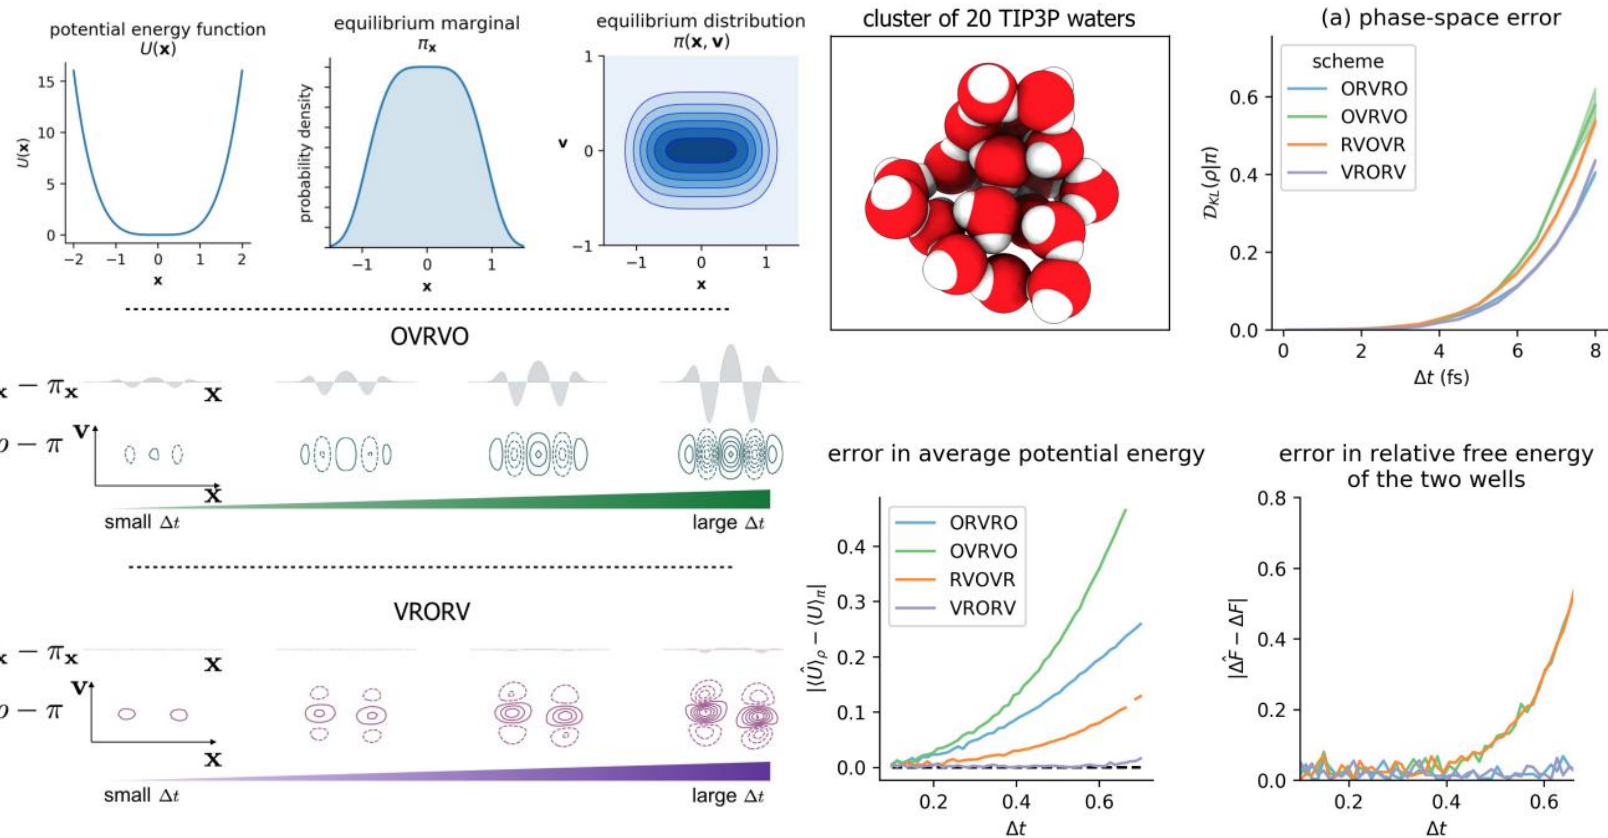 potential energy function
U(x)
15
10
5
0
U(x)
−2
−1
0
1
2
x
equilibrium marginal
πx
probability density
−1
0
1
x
equilibrium distribution
π(x, v)
1
v
0
−1
−1
0
1
x
cluster of 20 TIP3P waters
(a) phase-space error
scheme
ORVRO
OVRVO
RVOVR
VRORV
0.6
0.4
0.2
0.0
𝒟KL(ρ|π)
0
2
4
6
8
Δt (fs)
OVRVO
x − πx
x
ρ − π
v
x
small Δt
large Δt
VRORV
x − πx
x
ρ − π
v
x
small Δt
large Δt
error in average potential energy
ORVRO
OVRVO
RVOVR
VRORV
0.4
0.3
0.2
0.1
0.0
|⟨Û⟩ρ − ⟨U⟩π|
0.2
0.4
0.6
Δt
error in relative free energy
of the two wells
0.8
0.6
0.4
0.2
0.0
|ΔF̂ − ΔF|
0.2
0.4
0.6
Δt